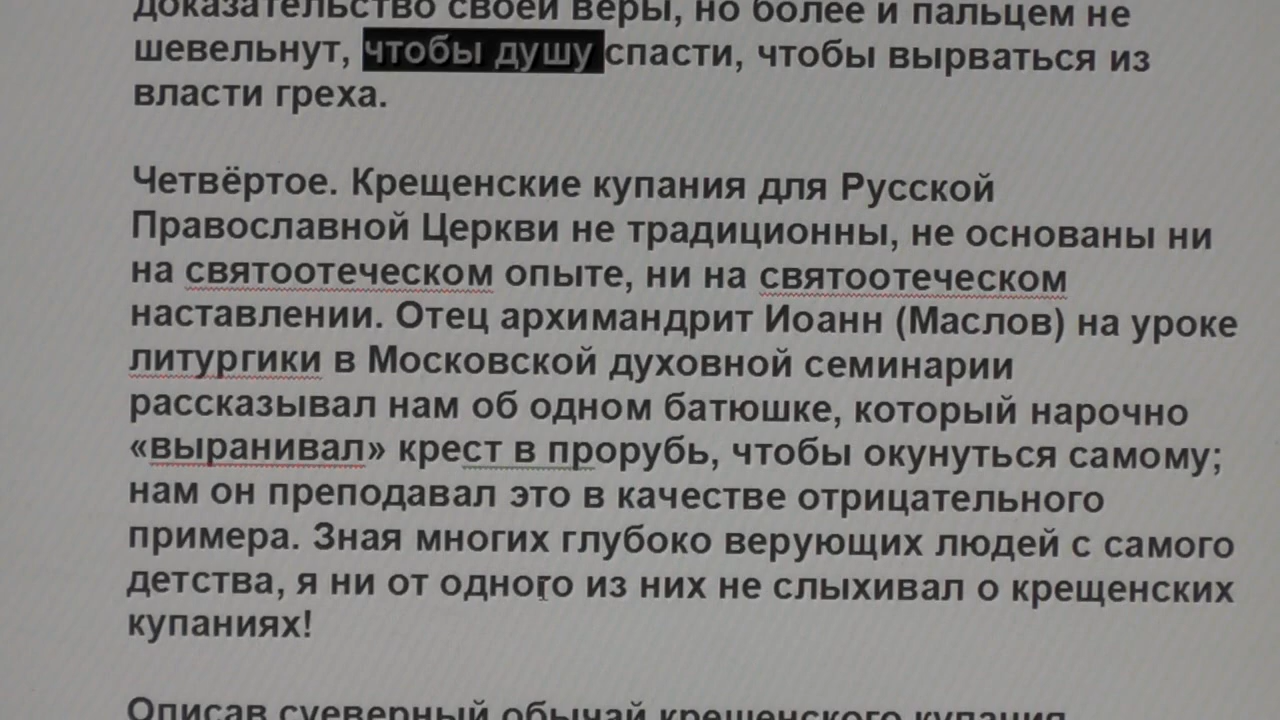 доказательство своей веры, но более и пальцем не
шевельнут, чтобы душу спасти, чтобы вырваться из
власти греха.
Четвёртое. Крещенские купания для Русской
Православной Церкви не традиционны, не основаны ни
на святоотеческом опыте, ни на святоотеческом
наставлении. Отец архимандрит Иоанн (Маслов) на уроке
литургики в Московской духовной семинарии
рассказывал нам об одном батюшке, который нарочно
«выранивал» крест в прорубь, чтобы окунуться самому;
нам он преподавал это в качестве отрицательного
примера. Зная многих глубоко верующих людей с самого
детства, я ни от одного из них не слыхивал о крещенских
купаниях!
Описав суеверный обычай крещенского купания